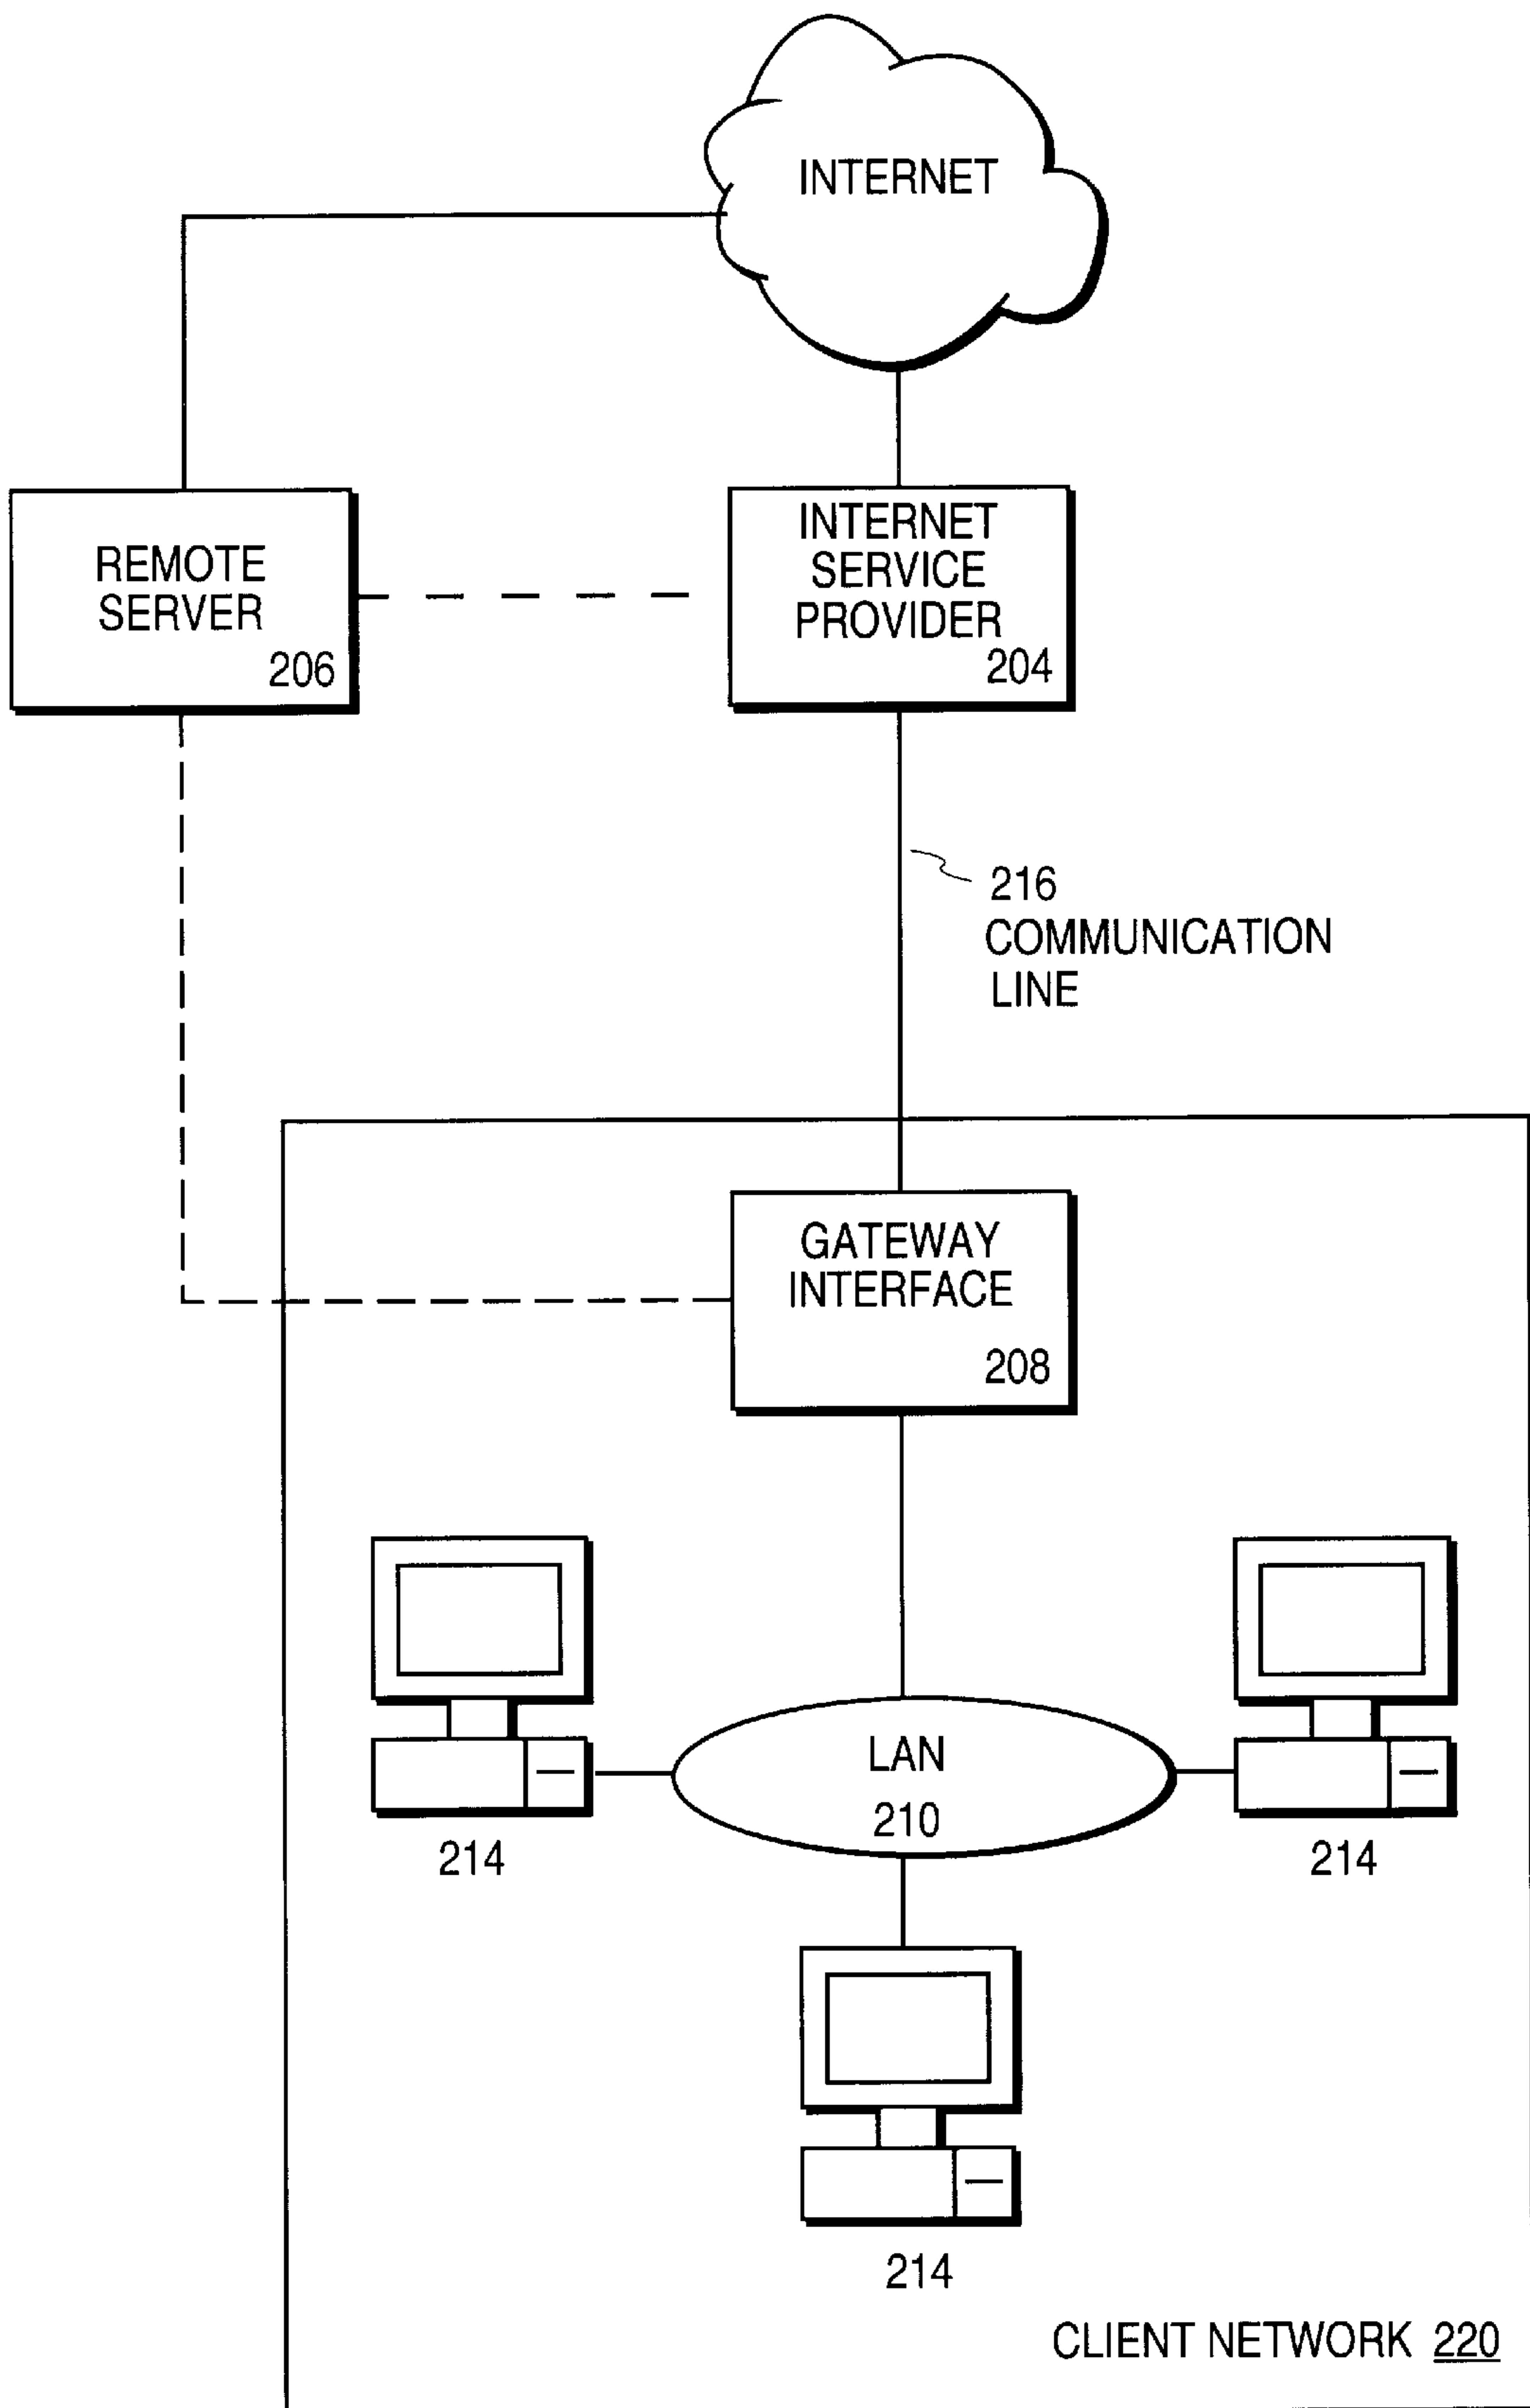 INTERNET
REMOTE
SERVER
206
INTERNET
SERVICE
PROVIDER
204
216
COMMUNICATION
LINE
GATEWAY
INTERFACE
208
LAN
210
214
214
214
CLIENT NETWORK 220